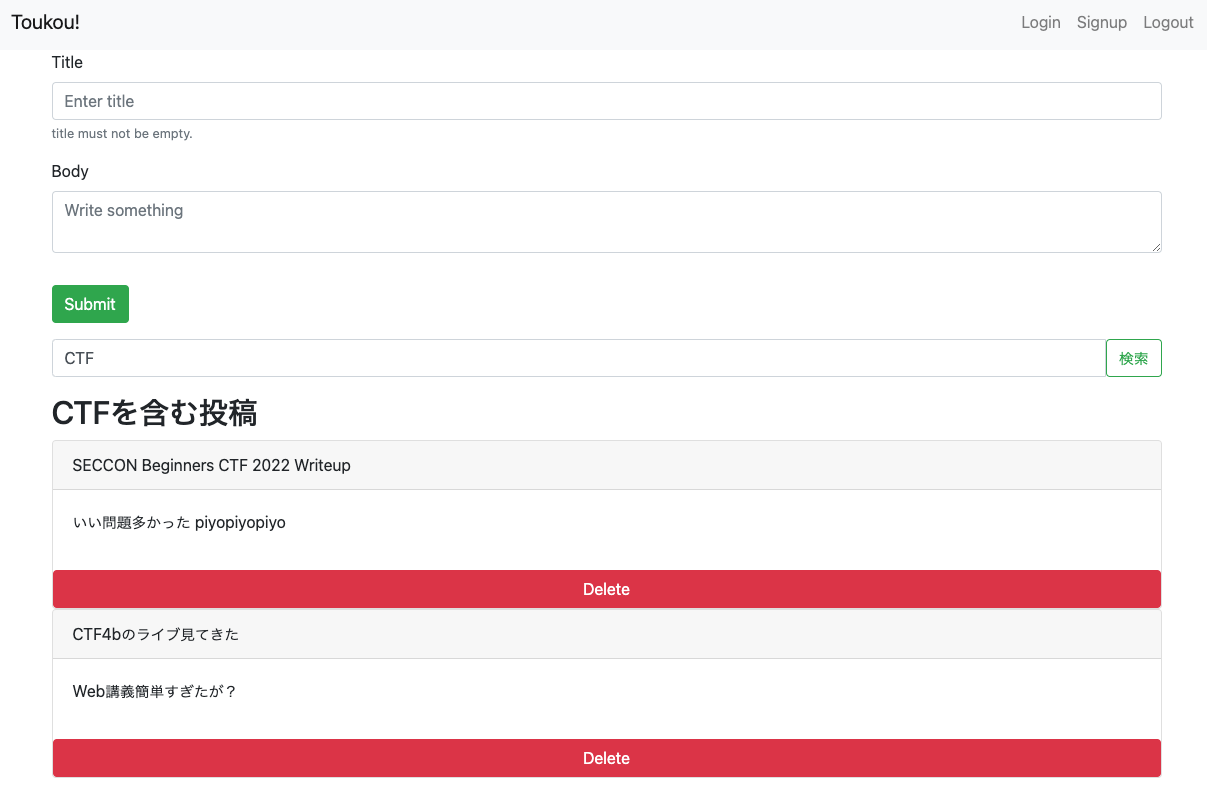 Toukou!
Login Signup Logout
Title
Enter title
title must not be empty.
Body
Write something
Submit
CTF
検索
CTFを含む投稿
SECCON Beginners CTF 2022 Writeup
いい問題多かった piyopiyopiyo
Delete
CTF4bのライブ見てきた
Web講義簡単すぎたが？
Delete